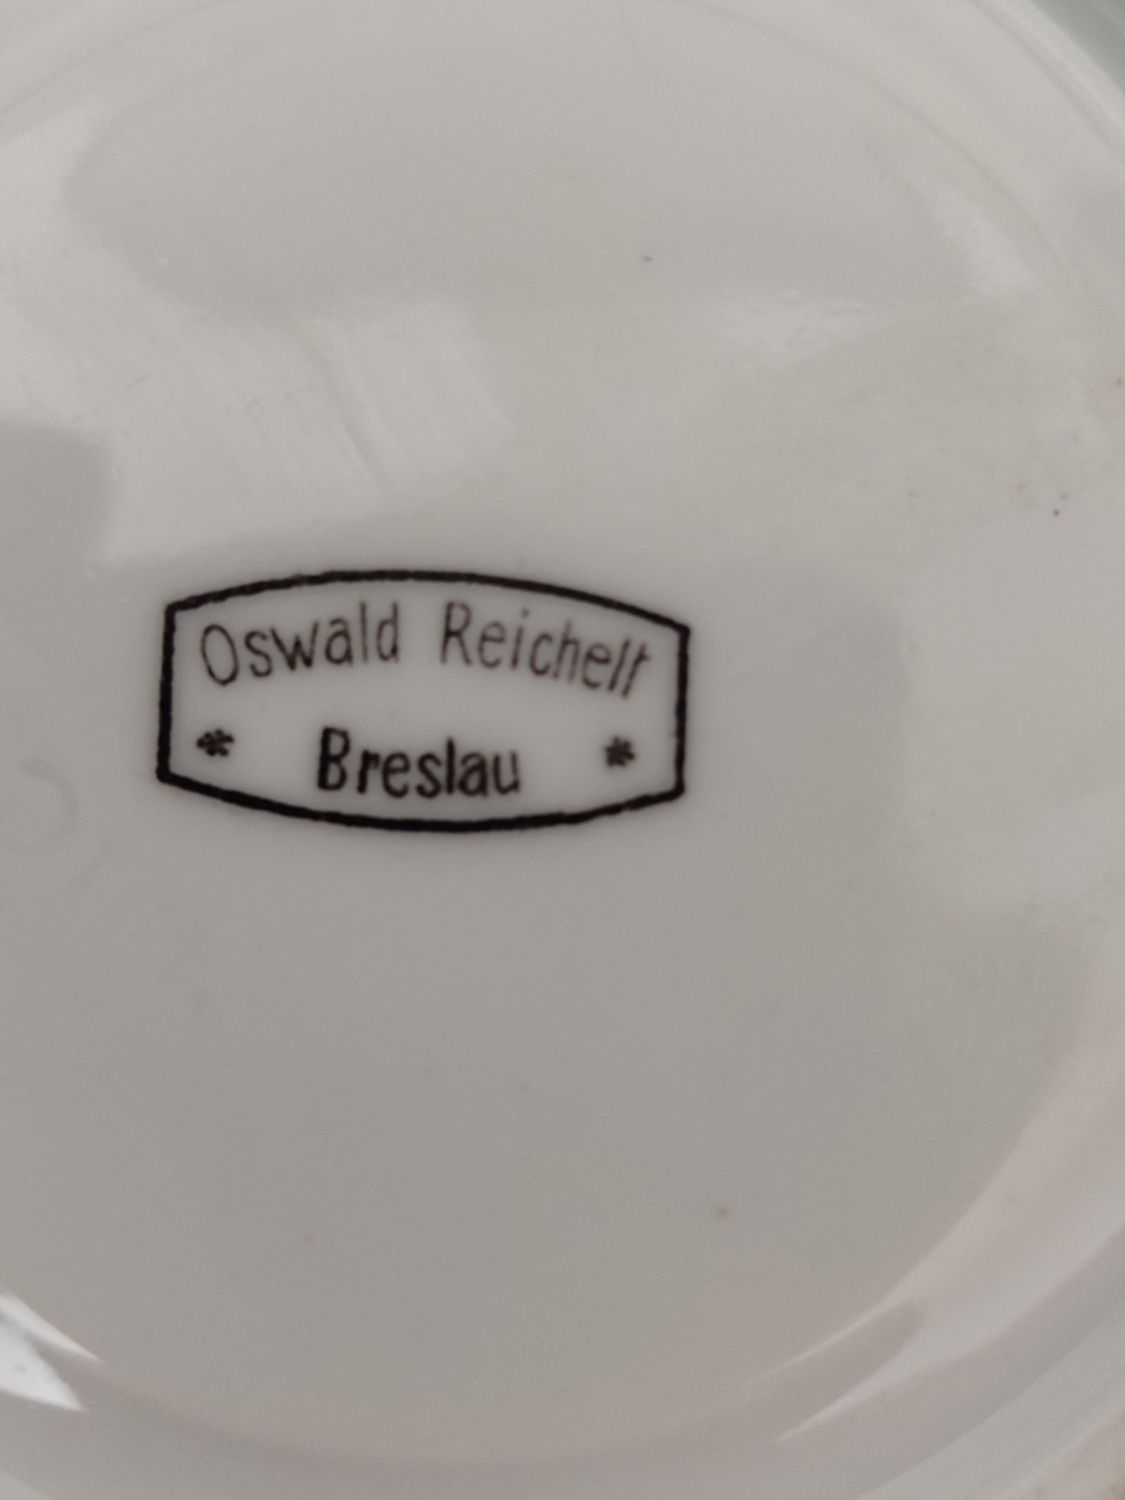 Oswald Reichelt
* Breslau *